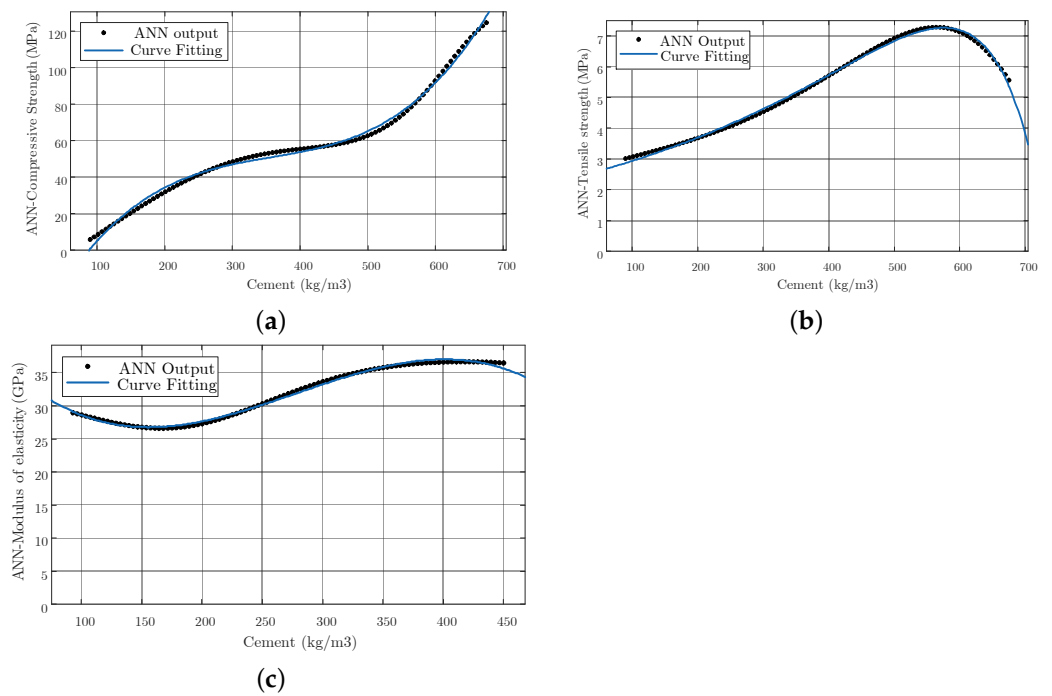 ANN-Compressive Strength (MPa)
120
100
80
60
40
20
0
ANN output
Curve Fitting
100 200 300 400 500 600 700
Cement (kg/m3)
(a)
ANN-Tensile strength (MPa)
7
6
5
4
3
2
1
0
ANN Output
Curve Fitting
100 200 300 400 500 600 700
Cement (kg/m3)
(b)
ANN-Modulus of elasticity (GPa)
35
30
25
20
15
10
5
0
ANN Output
Curve Fitting
100 150 200 250 300 350 400 450
Cement (kg/m3)
(c)